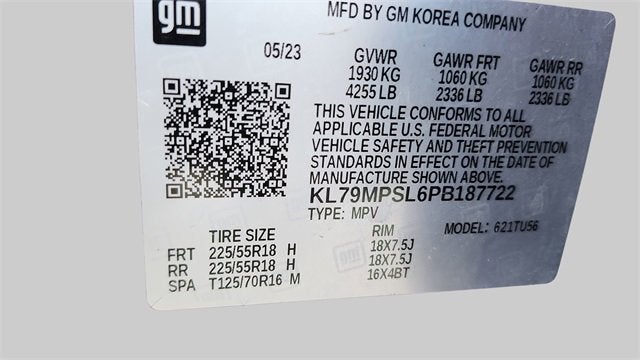 gm
MFD BY GM KOREA COMPANY
05/23 GVWR GAWR FRT GAWR RR
1930 KG 1060 KG 1060 KG
4255 LB 2336 LB 2336 LB
THIS VEHICLE CONFORMS TO ALL
APPLICABLE U.S. FEDERAL MOTOR
VEHICLE SAFETY AND THEFT PREVENTION
STANDARDS IN EFFECT ON THE DATE OF
MANUFACTURE SHOWN ABOVE.
KL79MPSL6PB187722
TYPE: MPV MODEL: 621TU56
TIRE SIZE RIM
FRT 225/55R18 H 18X7.5J
RR 225/55R18 H 18X7.5J
SPA T125/70R16 M 16X4BT